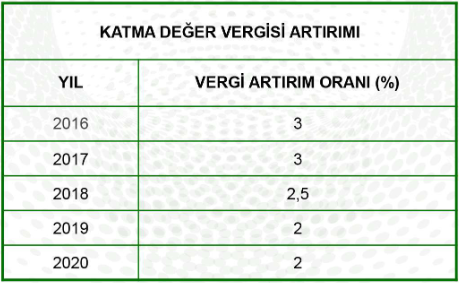 KATMA DEĞER VERGİSİ ARTIRIMI
YIL VERGİ ARTIRIM ORANI (%)
2016 3
2017 3
2018 2,5
2019 2
2020 2